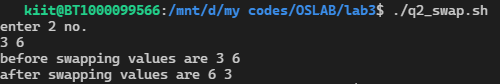 kiit@BT1000099566:/mnt/d/my codes/OSLAB/lab3$ ./q2_swap.sh
enter 2 no.
3 6
before swapping values are 3 6
after swapping values are 6 3